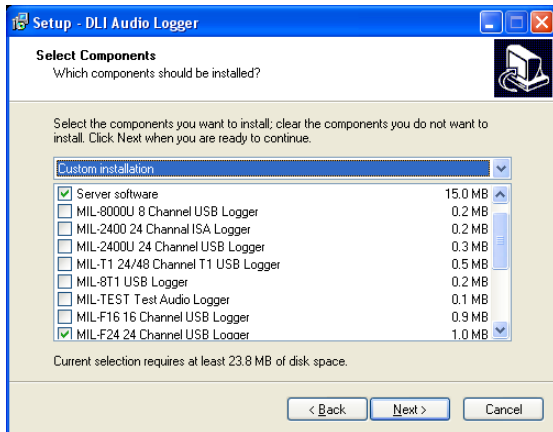 Setup - DLI Audio Logger
Select Components
Which components should be installed?
Select the components you want to install; clear the components you do not want to
install. Click Next when you are ready to continue.
Custom installation
Server software 15.0 MB
MIL-8000U 8 Channel USB Logger 0.2 MB
MIL-2400 24 Channal ISA Logger 0.2 MB
MIL-2400U 24 Channel USB Logger 0.3 MB
MIL-T1 24/48 Channel T1 USB Logger 0.5 MB
MIL-8T1 USB Logger 0.2 MB
MIL-TEST Test Audio Logger 0.1 MB
MIL-F16 16 Channel USB Logger 0.9 MB
MIL-F24 24 Channel USB Logger 1.0 MB
Current selection requires at least 23.8 MB of disk space.
< Back Next > Cancel